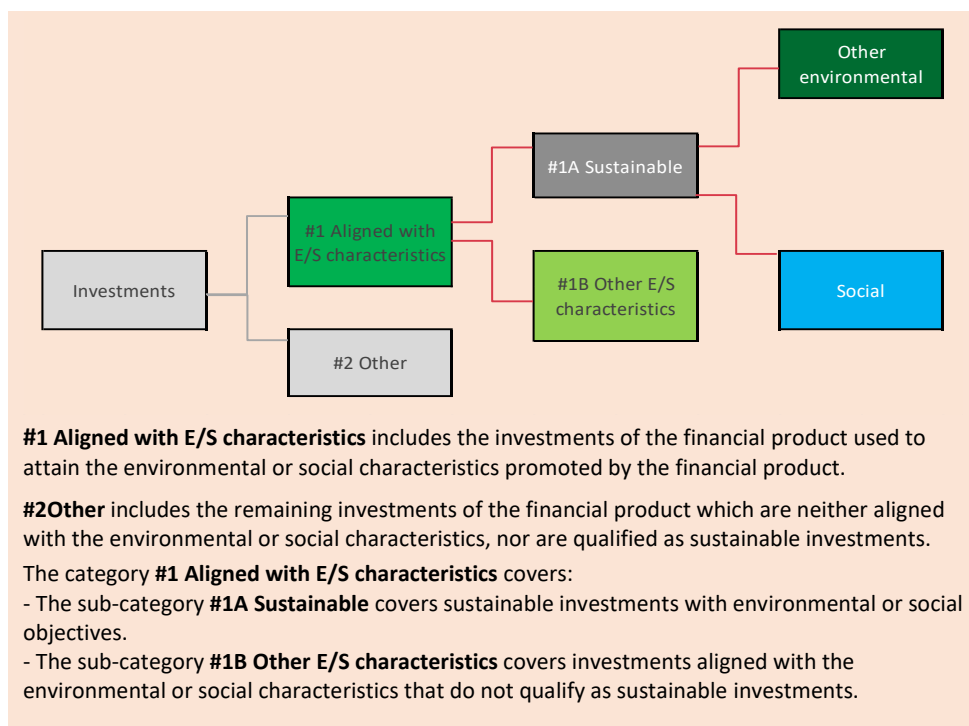 Other
environmental
#1A Sustainable
#1 Aligned with
E/S characteristics
Investments
#1B Other E/S
characteristics
Social
#2 Other
#1 Aligned with E/S characteristics includes the investments of the financial product used to
attain the environmental or social characteristics promoted by the financial product.
#2Other includes the remaining investments of the financial product which are neither aligned
with the environmental or social characteristics, nor are qualified as sustainable investments.
The category #1 Aligned with E/S characteristics covers:
- The sub-category #1A Sustainable covers sustainable investments with environmental or social
objectives.
- The sub-category #1B Other E/S characteristics covers investments aligned with the
environmental or social characteristics that do not qualify as sustainable investments.